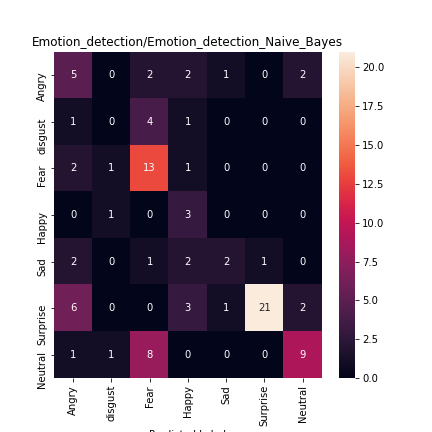 Emotion_detection/Emotion_detection_Naive_Bayes
Angry 5 0 2 2 1 0 2
disgust 1 0 4 1 0 0 0
Fear 2 1 13 1 0 0 0
Happy 0 1 0 3 0 0 0
Sad 2 0 1 2 2 1 0
Surprise 6 0 0 3 1 21 2
Neutral 1 1 8 0 0 0 9
Angry disgust Fear Happy Sad Surprise Neutral
20.0
17.5
15.0
12.5
10.0
7.5
5.0
2.5
0.0